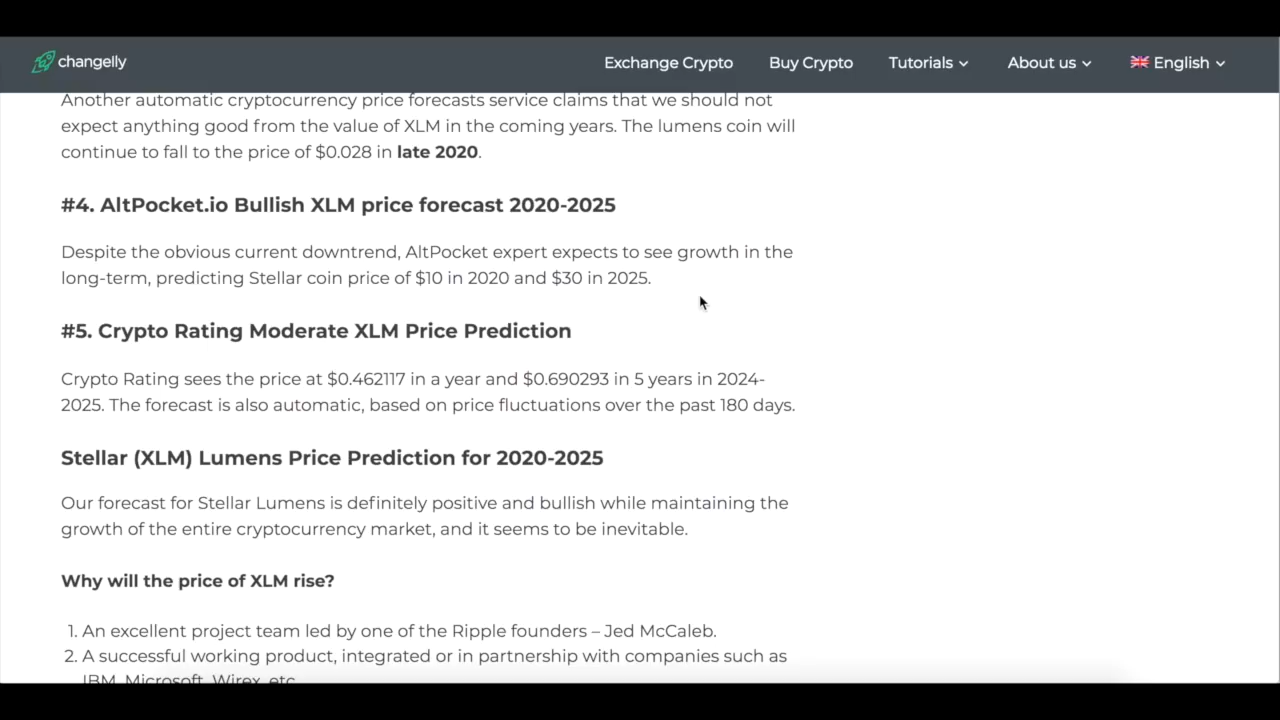 changelly
Exchange Crypto Buy Crypto Tutorials About us English
Another automatic cryptocurrency price forecasts service claims that we should not
expect anything good from the value of XLM in the coming years. The lumens coin will
continue to fall to the price of $0.028 in late 2020.
#4. AltPocket.io Bullish XLM price forecast 2020-2025
Despite the obvious current downtrend, AltPocket expert expects to see growth in the
long-term, predicting Stellar coin price of $10 in 2020 and $30 in 2025.
#5. Crypto Rating Moderate XLM Price Prediction
Crypto Rating sees the price at $0.462117 in a year and $0.690293 in 5 years in 2024-
2025. The forecast is also automatic, based on price fluctuations over the past 180 days.
Stellar (XLM) Lumens Price Prediction for 2020-2025
Our forecast for Stellar Lumens is definitely positive and bullish while maintaining the
growth of the entire cryptocurrency market, and it seems to be inevitable.
Why will the price of XLM rise?
1. An excellent project team led by one of the Ripple founders – Jed McCaleb.
2. A successful working product, integrated or in partnership with companies such as
IBM, Microsoft, Wirex, etc